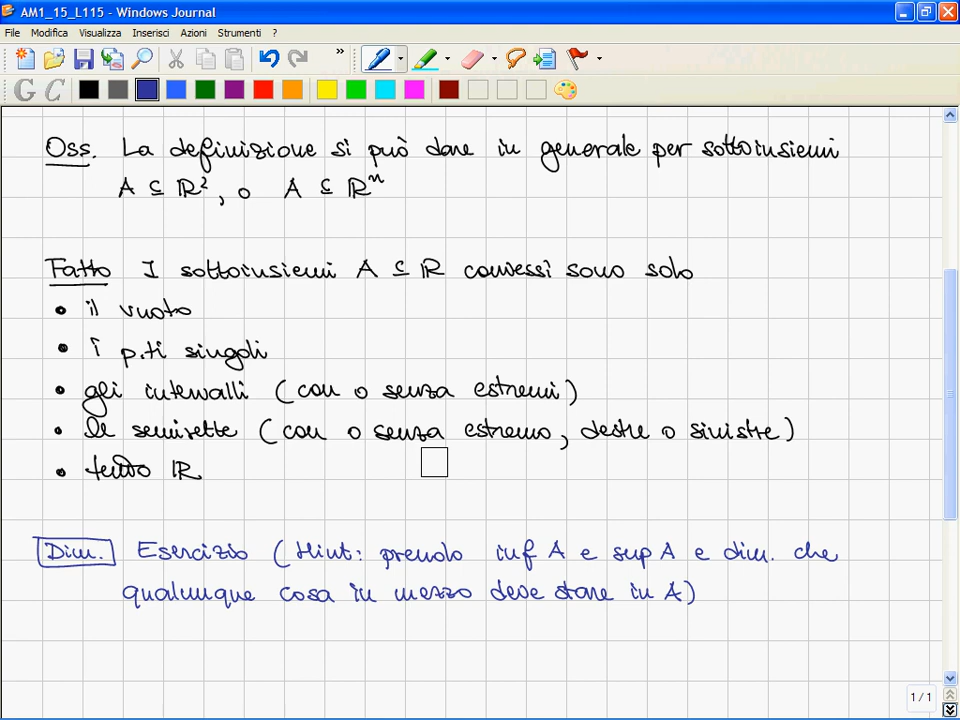 AM1_15_L115 - Windows Journal
File Modifica Visualizza Inserisci Azioni Strumenti ?
»
G C
Oss. La definizione si può dare in generale per sottoinsiemi
A ⊆ ℝ², o A ⊆ ℝⁿ
Fatto I sottoinsiemi A ⊆ ℝ connessi sono solo
• il vuoto
• i p.ti singoli
• gli intervalli (con o senza estremi)
• le semirette (con o senza estremo, destre o sinistre)
• tutto ℝ
Dim. Esercizio (Hint: prendo inf A e sup A e dim. che
qualunque cosa in mezzo deve stare in A)
1 / 1